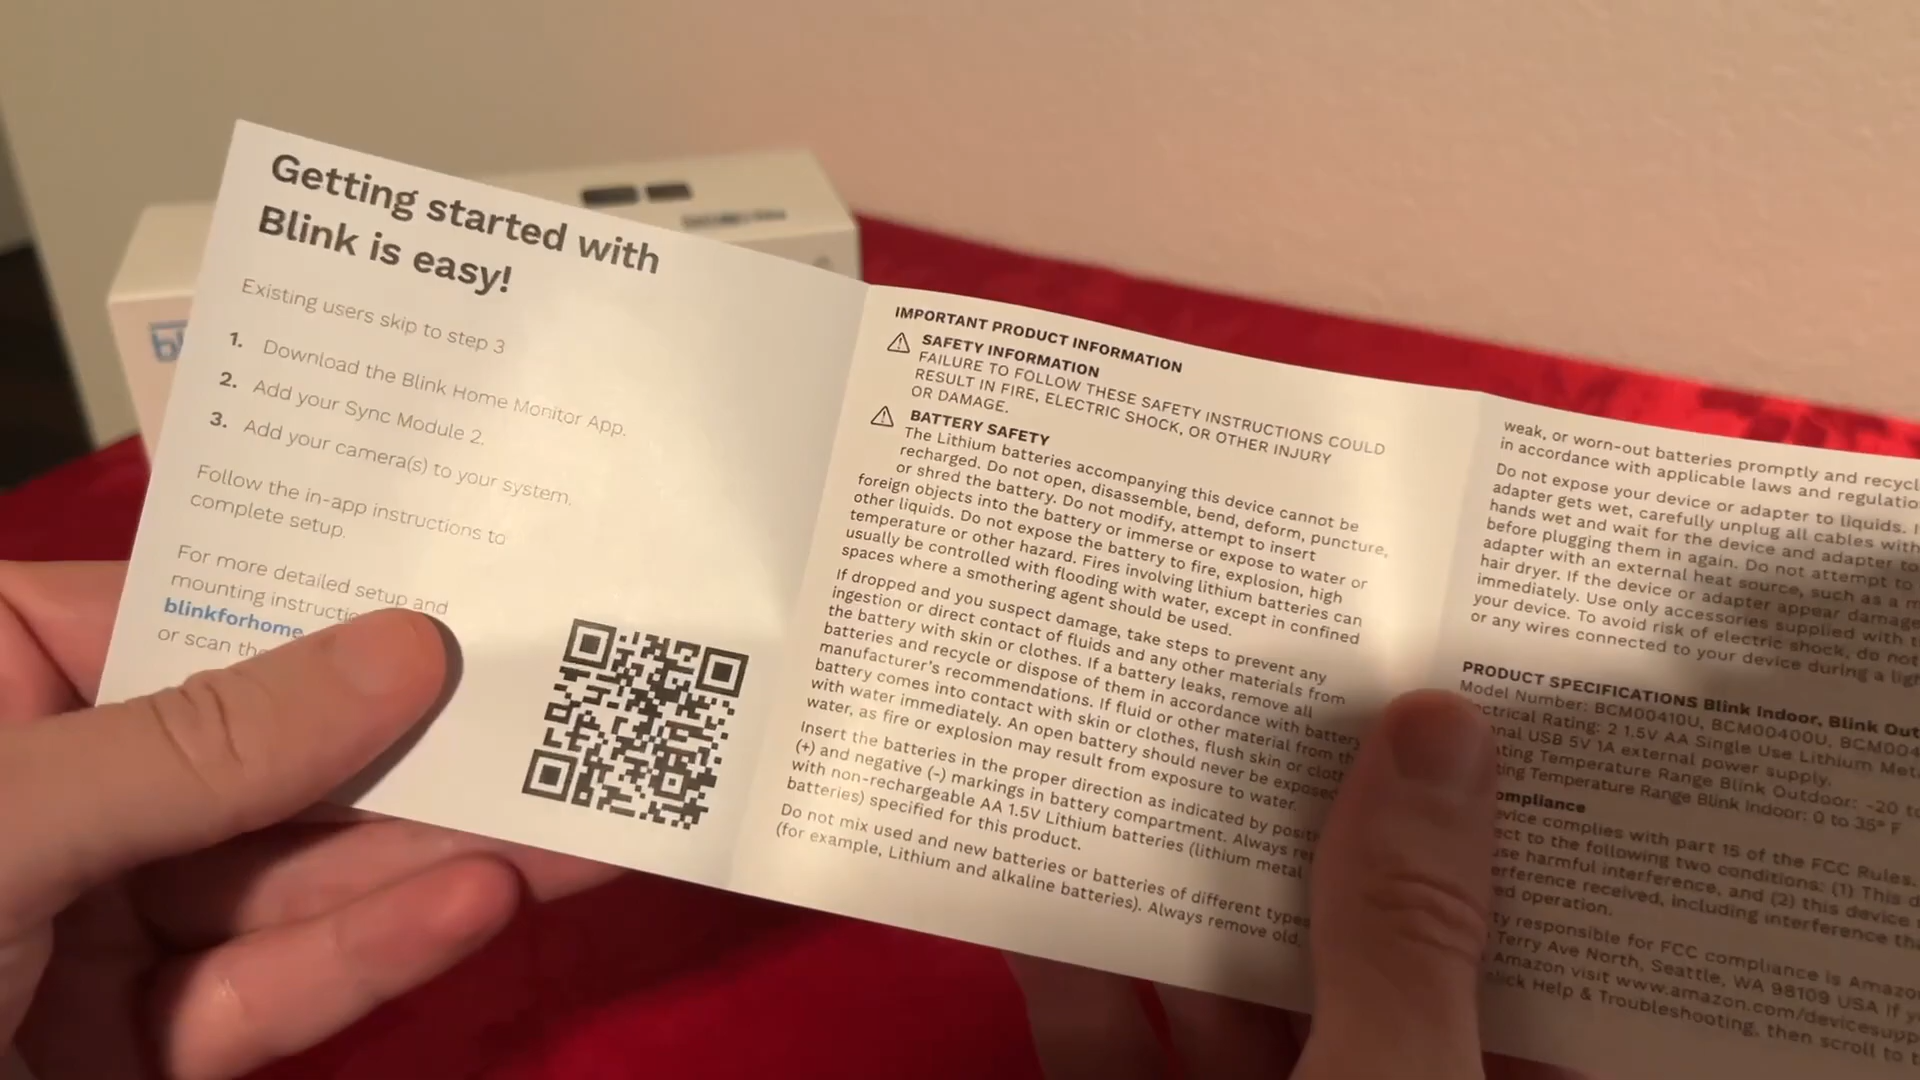 Getting started with
Blink is easy!
Existing users skip to step 3
1. Download the Blink Home Monitor App.
2. Add your Sync Module 2.
3. Add your camera(s) to your system.
Follow the in-app instructions to
complete setup.
For more detailed setup and
mounting
blinkforhome.
or scan the
IMPORTANT PRODUCT INFORMATION
SAFETY INFORMATION
FAILURE TO FOLLOW THESE SAFETY INSTRUCTIONS COULD
RESULT IN FIRE, ELECTRIC SHOCK, OR OTHER INJURY
OR DAMAGE.
BATTERY SAFETY
The Lithium batteries accompanying this device cannot be
recharged. Do not open, disassemble, bend, deform, puncture,
or shred the battery. Do not modify, attempt to insert
foreign objects into the battery or immerse or expose to water or
other liquids. Do not expose the battery to fire, explosion, high
temperature or other hazard. Fires involving lithium batteries can
usually be controlled with flooding with water, except in confined
spaces where a smothering agent should be used.
If dropped and you suspect damage, take steps to prevent any
ingestion or direct contact of fluids and any other materials from
the battery with skin or clothes. If a battery leaks, remove all
batteries and recycle or dispose of them in accordance with battery
manufacturer's recommendations. If fluid or other material from the
battery comes into contact with skin or clothes, flush skin or
with water immediately. An open battery should never be exposed
water, as fire or explosion may result from exposure to water.
Insert the batteries in the proper direction as indicated by
(+) and negative (-) markings in battery compartment. Always
with non-rechargeable AA 1.5V Lithium batteries (lithium metal
batteries) specified for this product.
Do not mix used and new batteries or batteries of different types
(for example, Lithium and alkaline batteries). Always remove old,
weak, or worn-out batteries promptly and
in accordance with applicable laws and
Do not expose your device or adapter to liquids.
adapter gets wet, carefully unplug all cables
hands wet and wait for the device and adapter
before plugging them in again. Do not attempt to
adapter with an external heat source, such as a
hair dryer. If the device or adapter appear
immediately. Use only accessories supplied with
your device. To avoid risk of electric shock, do not
or any wires connected to your device during a
PRODUCT SPECIFICATIONS Blink Indoor, Blink
Model Number: BCM00410U, BCM00400U,
Rating: 2 1.5V AA Single Use Lithium
USB 5V 1A external power supply.
Temperature Range Blink Outdoor: -20
Temperature Range Blink Indoor: 0 to 35° F
complies with part 15 of the FCC Rules.
to the following two conditions: (1) This
harmful interference, and (2) this device
received, including interference
operation.
responsible for FCC compliance is
Terry Ave North, Seattle, WA 98109 USA If
Amazon visit
Help & Troubleshooting, then scroll to